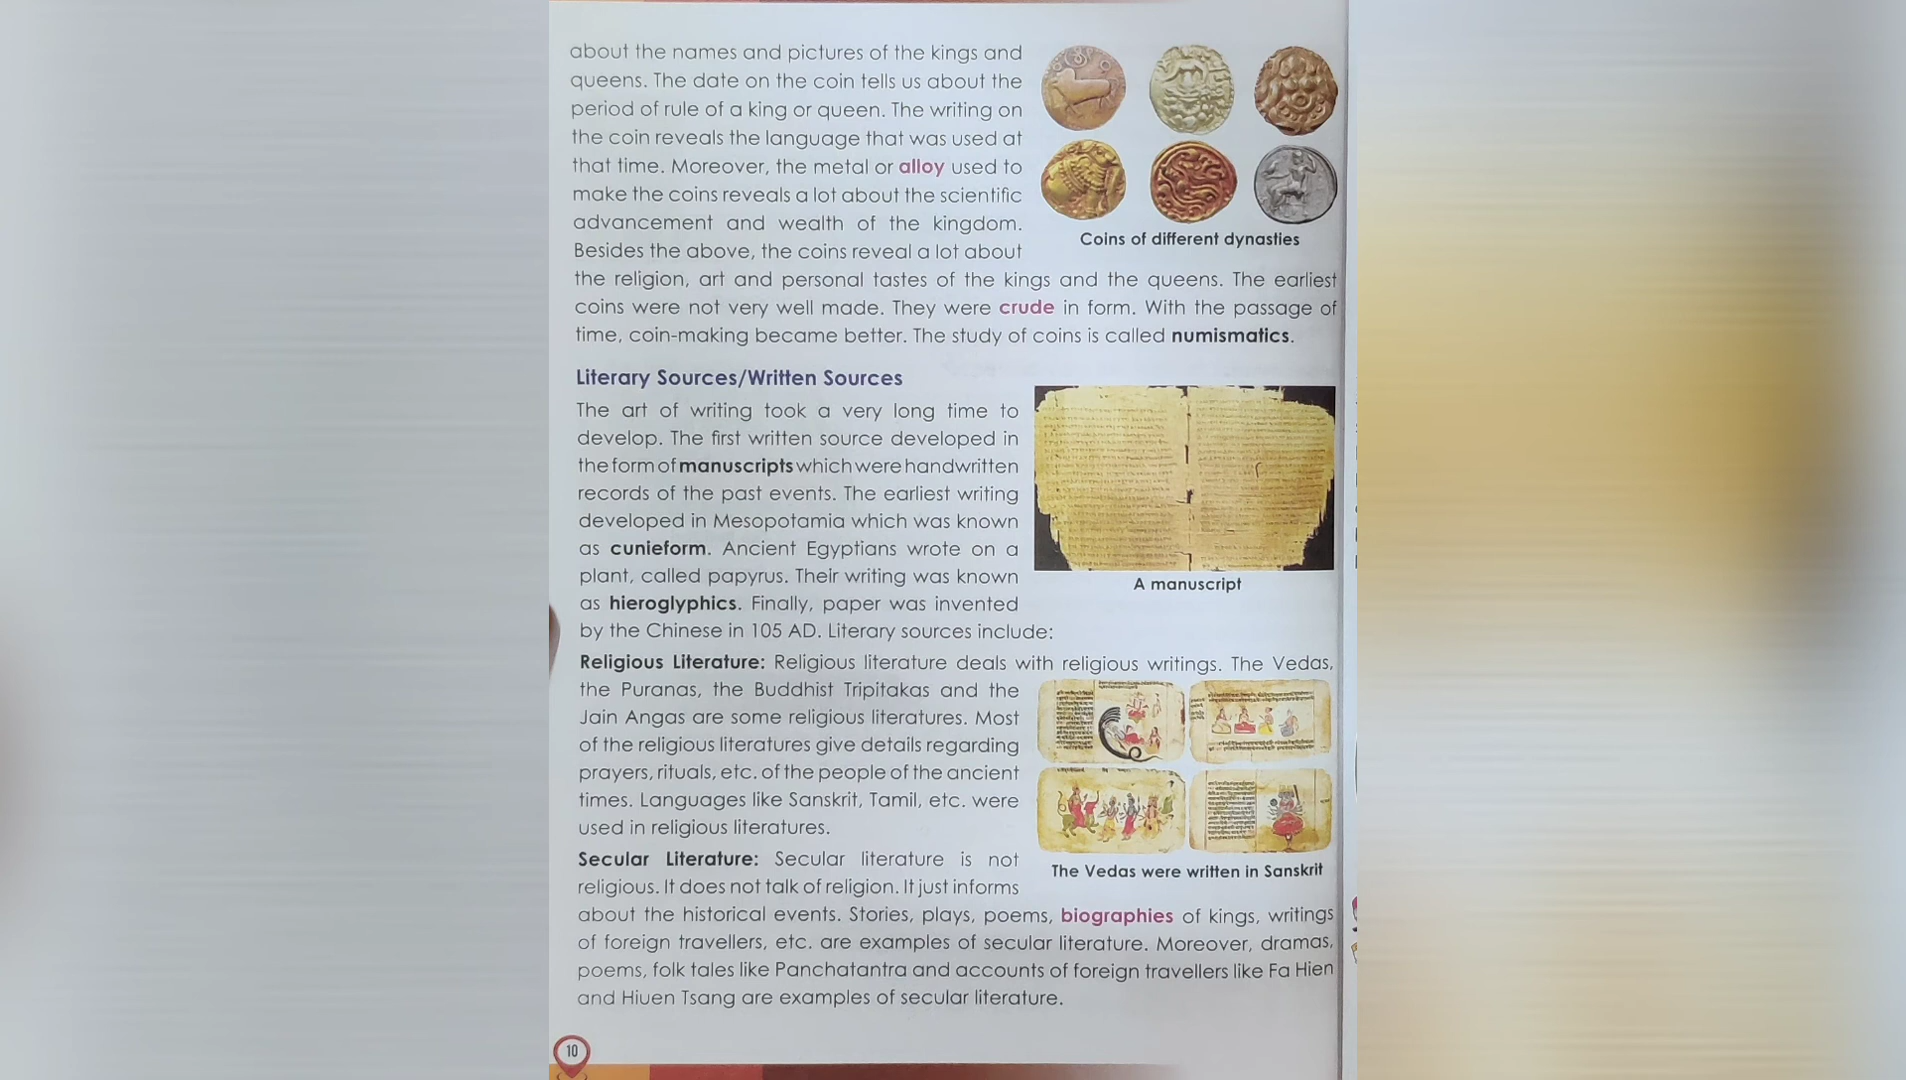 about the names and pictures of the kings and
queens. The date on the coin tells us about the
period of rule of a king or queen. The writing on
the coin reveals the language that was used at
that time. Moreover, the metal or alloy used to
make the coins reveals a lot about the scientific
advancement and wealth of the kingdom.
Besides the above, the coins reveal a lot about
the religion, art and personal tastes of the kings and the queens. The earliest
coins were not very well made. They were crude in form. With the passage of
time, coin-making became better. The study of coins is called numismatics.
Coins of different dynasties
Literary Sources/Written Sources
The art of writing took a very long time to
develop. The first written source developed in
the form of manuscripts which were handwritten
records of the past events. The earliest writing
developed in Mesopotamia which was known
as cunieform. Ancient Egyptians wrote on a
plant, called papyrus. Their writing was known
as hieroglyphics. Finally, paper was invented
by the Chinese in 105 AD. Literary sources include:
A manuscript
Religious Literature: Religious literature deals with religious writings. The Vedas,
the Puranas, the Buddhist Tripitakas and the
Jain Angas are some religious literatures. Most
of the religious literatures give details regarding
prayers, rituals, etc. of the people of the ancient
times. Languages like Sanskrit, Tamil, etc. were
used in religious literatures.
The Vedas were written in Sanskrit
Secular Literature: Secular literature is not
religious. It does not talk of religion. It just informs
about the historical events. Stories, plays, poems, biographies of kings, writings
of foreign travellers, etc. are examples of secular literature. Moreover, dramas,
poems, folk tales like Panchatantra and accounts of foreign travellers like Fa Hien
and Hiuen Tsang are examples of secular literature.
10